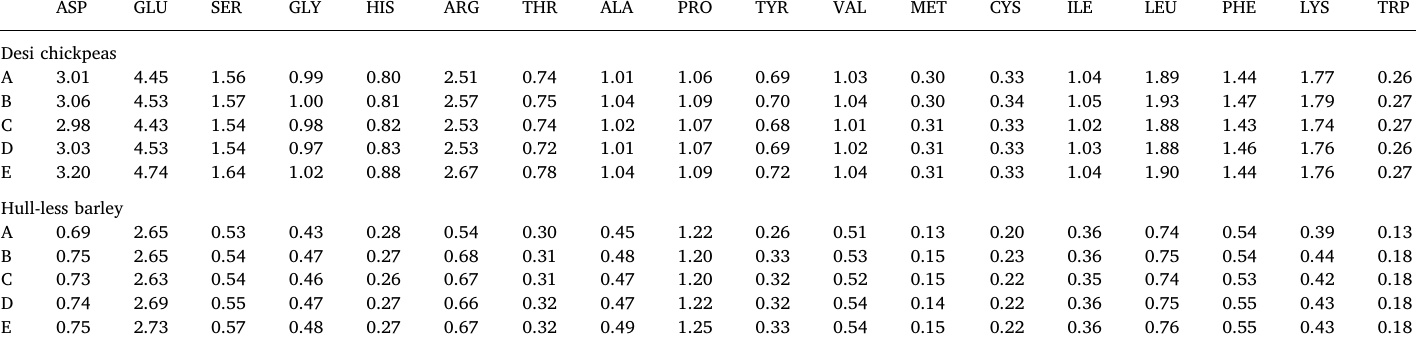 ASP GLU SER GLY HIS ARG THR ALA PRO TYR VAL MET CYS ILE LEU PHE LYS TRP
Desi chickpeas
A 3.01 4.45 1.56 0.99 0.80 2.51 0.74 1.01 1.06 0.69 1.03 0.30 0.33 1.04 1.89 1.44 1.77 0.26
B 3.06 4.53 1.57 1.00 0.81 2.57 0.75 1.04 1.09 0.70 1.04 0.30 0.34 1.05 1.93 1.47 1.79 0.27
C 2.98 4.43 1.54 0.98 0.82 2.53 0.74 1.02 1.07 0.68 1.01 0.31 0.33 1.02 1.88 1.43 1.74 0.27
D 3.03 4.53 1.54 0.97 0.83 2.53 0.72 1.01 1.07 0.69 1.02 0.31 0.33 1.03 1.88 1.46 1.76 0.26
E 3.20 4.74 1.64 1.02 0.88 2.67 0.78 1.04 1.09 0.72 1.04 0.31 0.33 1.04 1.90 1.44 1.76 0.27
Hull-less barley
A 0.69 2.65 0.53 0.43 0.28 0.54 0.30 0.45 1.22 0.26 0.51 0.13 0.20 0.36 0.74 0.54 0.39 0.13
B 0.75 2.65 0.54 0.47 0.27 0.68 0.31 0.48 1.20 0.33 0.53 0.15 0.23 0.36 0.75 0.54 0.44 0.18
C 0.73 2.63 0.54 0.46 0.26 0.67 0.31 0.47 1.20 0.32 0.52 0.15 0.22 0.35 0.74 0.53 0.42 0.18
D 0.74 2.69 0.55 0.47 0.27 0.66 0.32 0.47 1.22 0.32 0.54 0.14 0.22 0.36 0.75 0.55 0.43 0.18
E 0.75 2.73 0.57 0.48 0.27 0.67 0.32 0.49 1.25 0.33 0.54 0.15 0.22 0.36 0.76 0.55 0.43 0.18